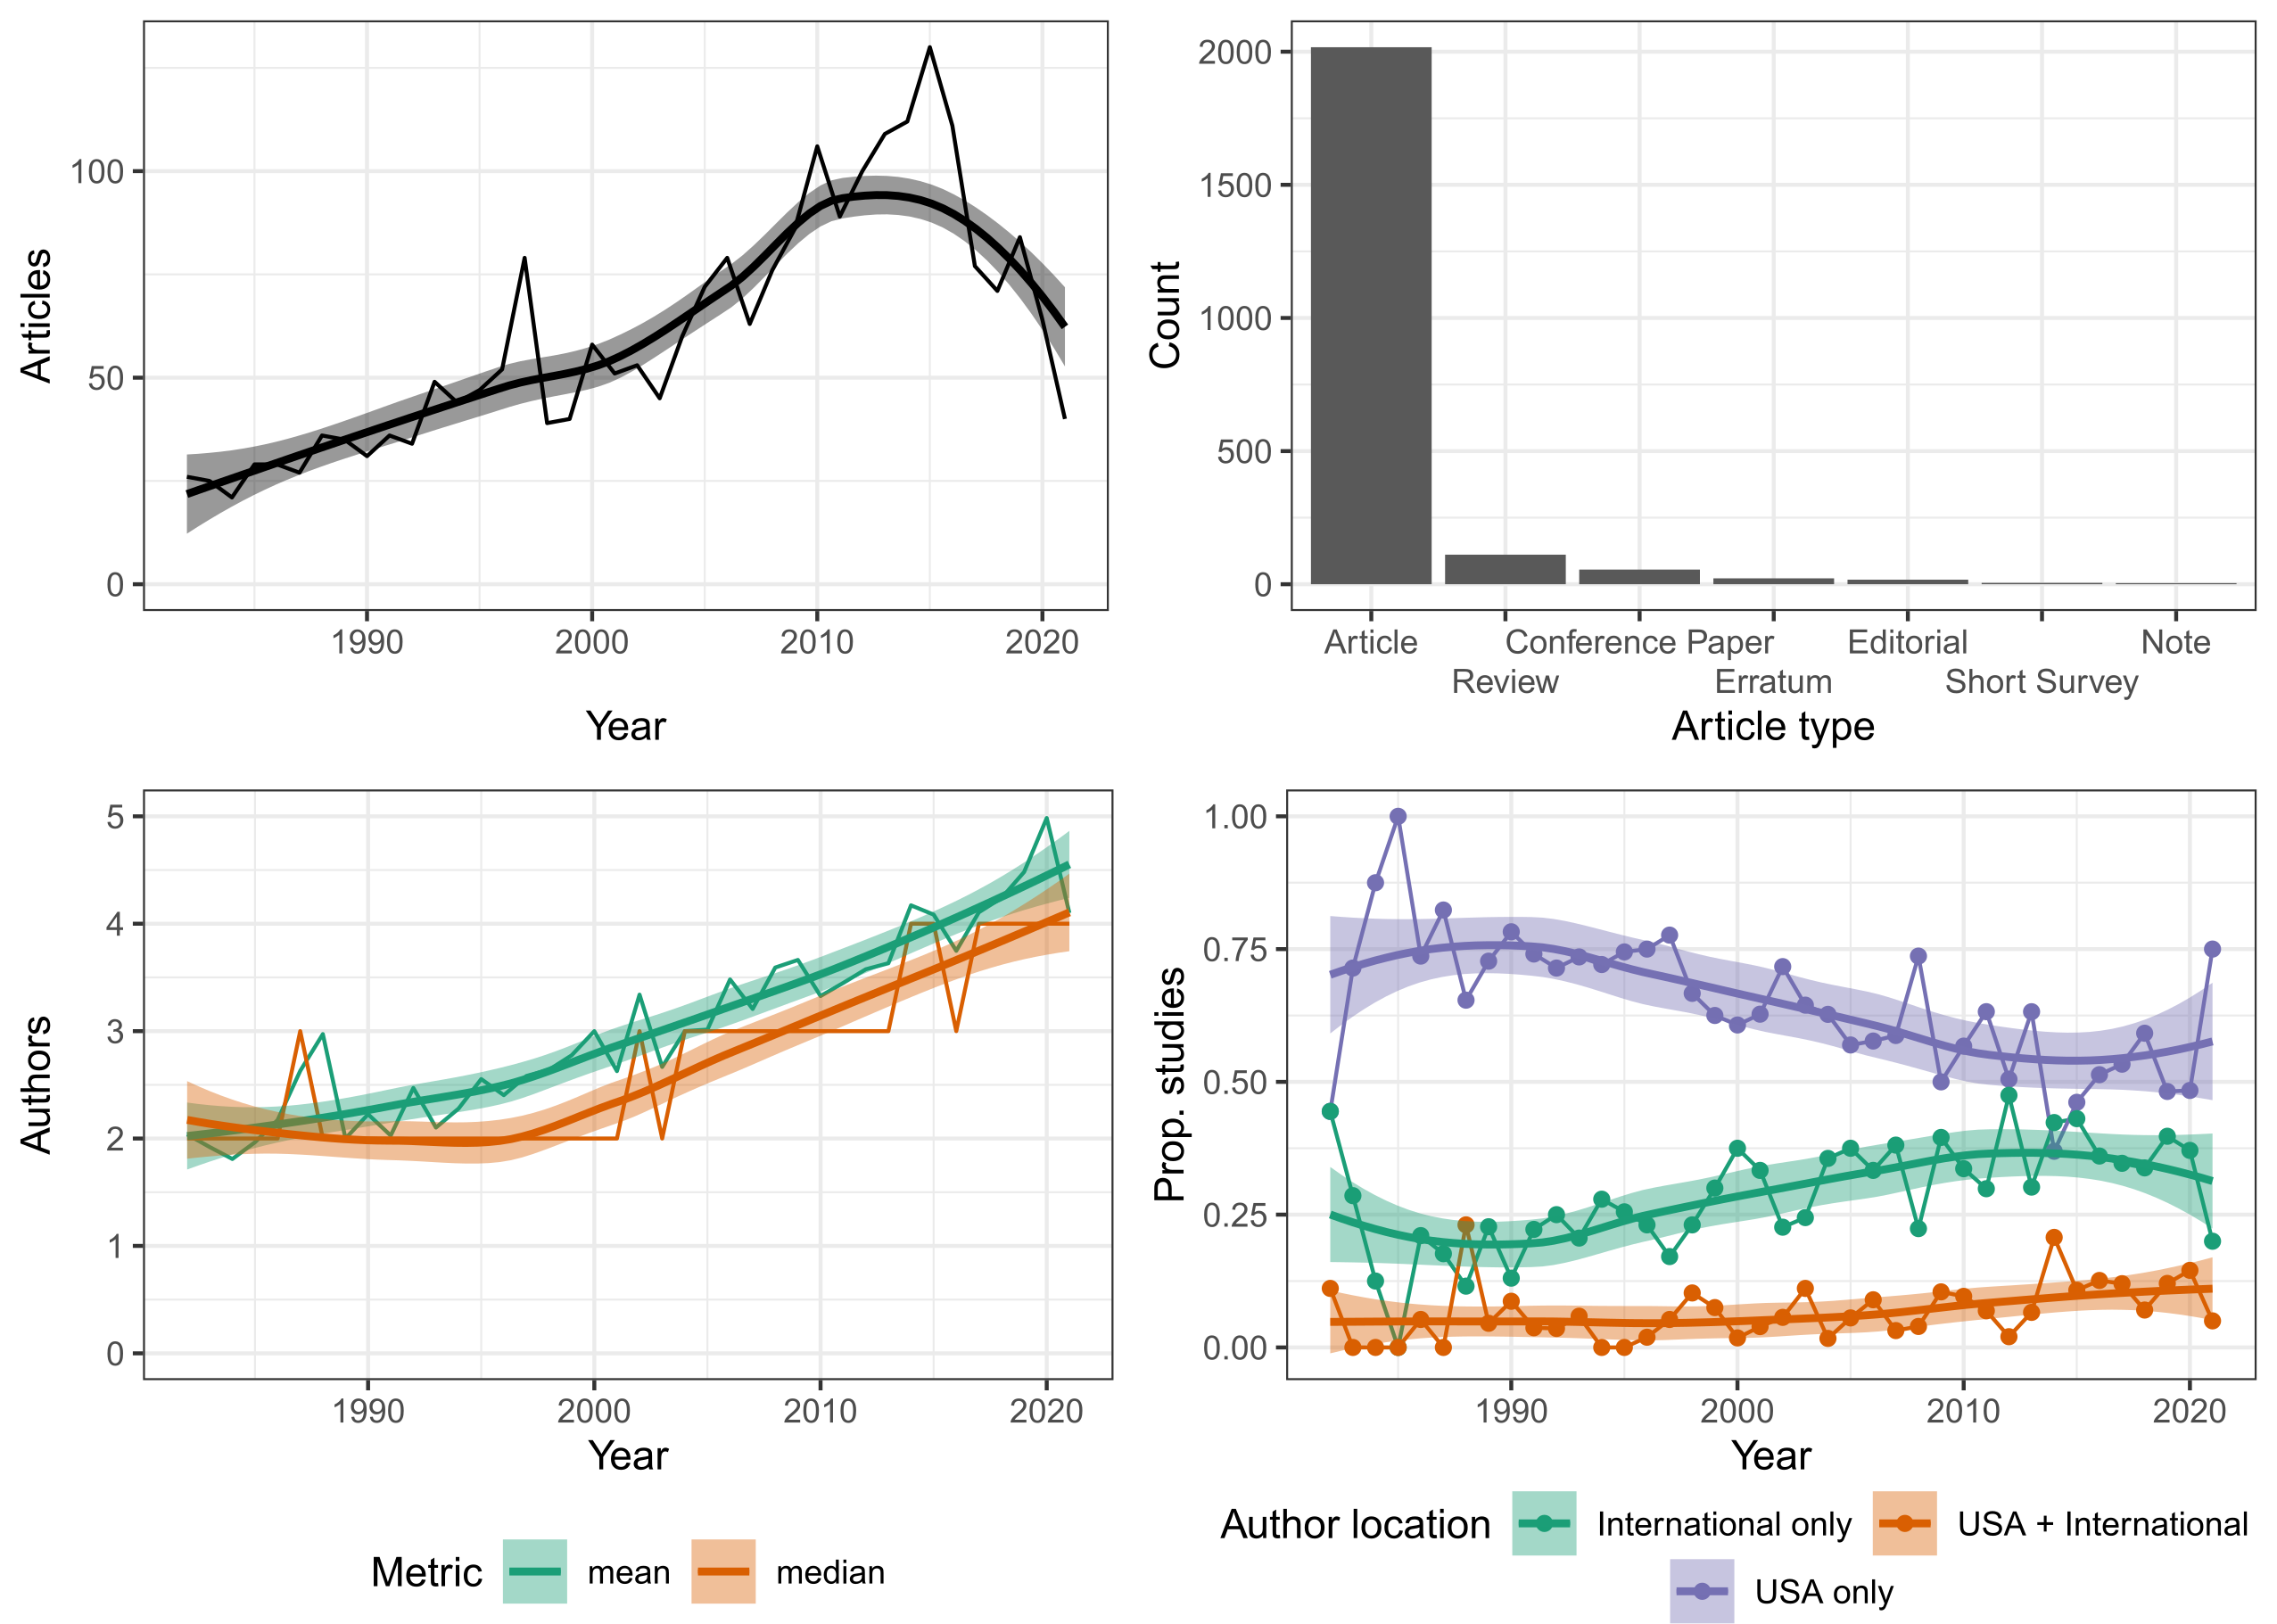 Articles
100
50
0
1990 2000 2010 2020
Year
Count
2000
1500
1000
500
0
Article Conference Paper Editorial Note
Review Erratum Short Survey
Article type
Authors
5
4
3
2
1
0
1990 2000 2010 2020
Year
Metric mean median
Prop. studies
1.00
0.75
0.50
0.25
0.00
1990 2000 2010 2020
Year
Author location International only USA + International
USA only